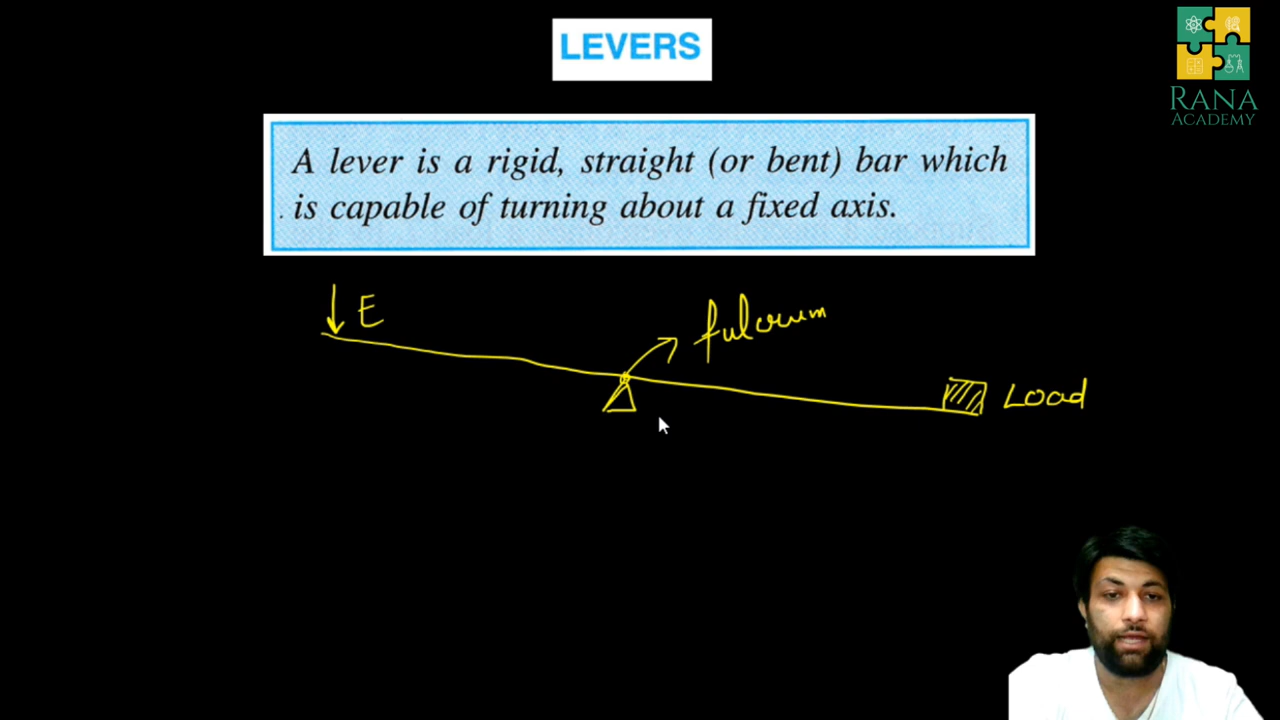 LEVERS
RANA
ACADEMY
A lever is a rigid, straight (or bent) bar which
is capable of turning about a fixed axis.
E
fulcrum
Load